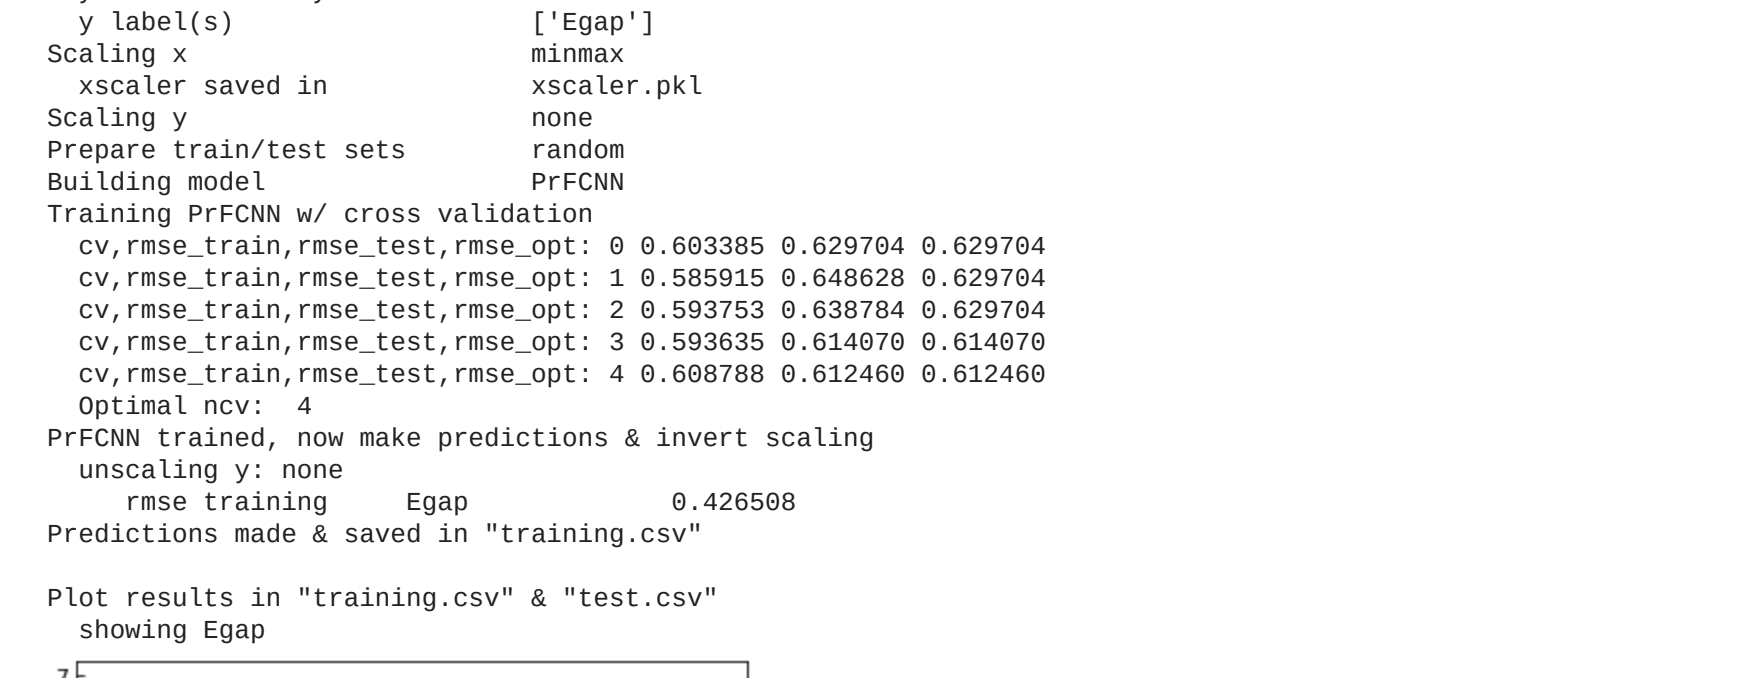 y label(s) ['Egap']
Scaling x minmax
xscaler saved in xscaler.pkl
Scaling y none
Prepare train/test sets random
Building model PrFCNN
Training PrFCNN w/ cross validation
cv,rmse_train,rmse_test,rmse_opt: 0 0.603385 0.629704 0.629704
cv,rmse_train,rmse_test,rmse_opt: 1 0.585915 0.648628 0.629704
cv,rmse_train,rmse_test,rmse_opt: 2 0.593753 0.638784 0.629704
cv,rmse_train,rmse_test,rmse_opt: 3 0.593635 0.614070 0.614070
cv,rmse_train,rmse_test,rmse_opt: 4 0.608788 0.612460 0.612460
Optimal ncv: 4
PrFCNN trained, now make predictions & invert scaling
unscaling y: none
rmse training Egap 0.426508
Predictions made & saved in "training.csv"
Plot results in "training.csv" & "test.csv"
showing Egap
7